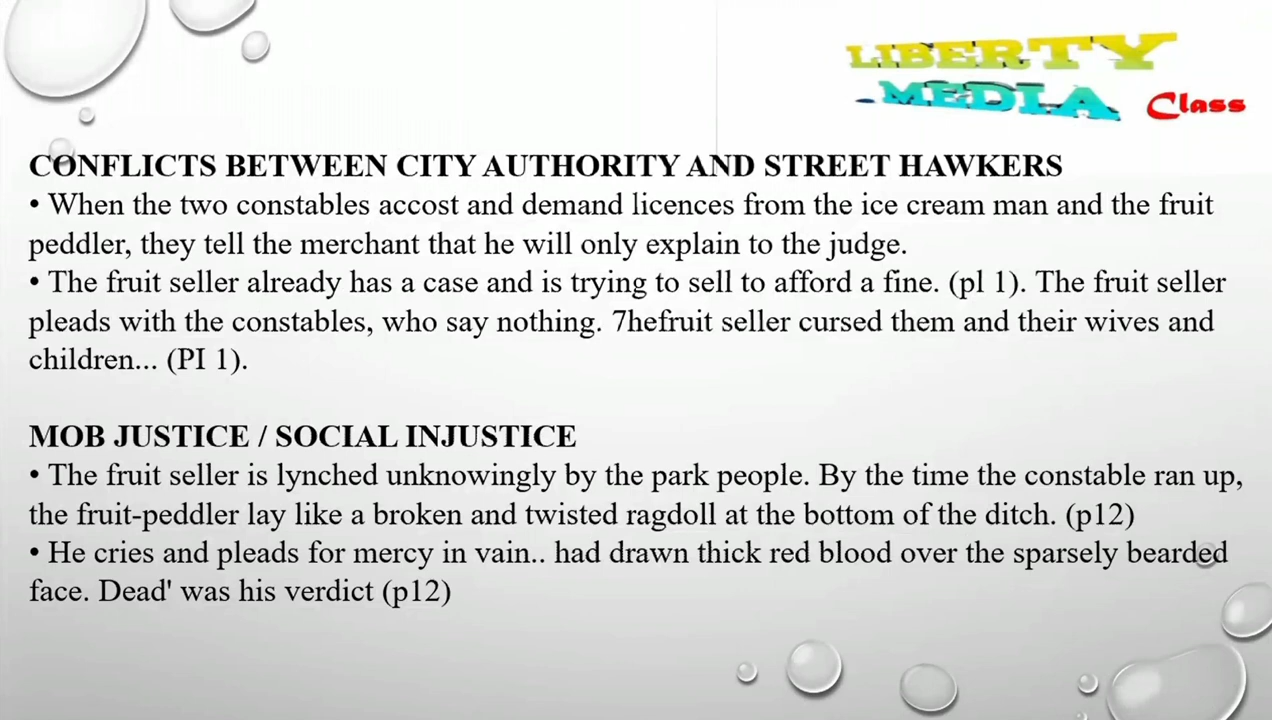 LIBERTY
MEDIA Class
CONFLICTS BETWEEN CITY AUTHORITY AND STREET HAWKERS
• When the two constables accost and demand licences from the ice cream man and the fruit
peddler, they tell the merchant that he will only explain to the judge.
• The fruit seller already has a case and is trying to sell to afford a fine. (pl 1). The fruit seller
pleads with the constables, who say nothing. 7hefruit seller cursed them and their wives and
children... (PI 1).
MOB JUSTICE / SOCIAL INJUSTICE
• The fruit seller is lynched unknowingly by the park people. By the time the constable ran up,
the fruit-peddler lay like a broken and twisted ragdoll at the bottom of the ditch. (p12)
• He cries and pleads for mercy in vain.. had drawn thick red blood over the sparsely bearded
face. Dead' was his verdict (p12)